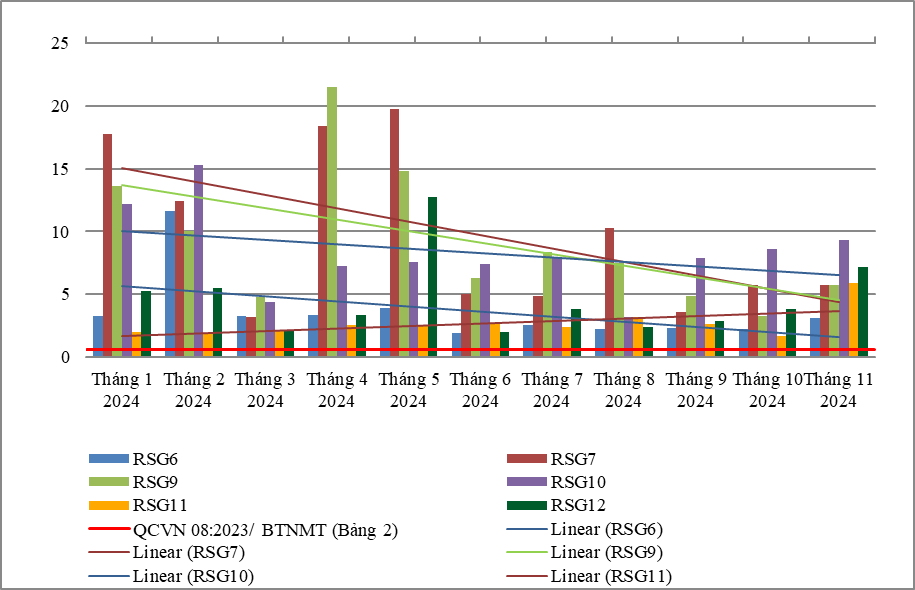 25
20
15
10
5
0
Tháng 1 Tháng 2 Tháng 3 Tháng 4 Tháng 5 Tháng 6 Tháng 7 Tháng 8 Tháng 9 Tháng 10 Tháng 11
2024 2024 2024 2024 2024 2024 2024 2024 2024 2024 2024
RSG6 RSG7
RSG9 RSG10
RSG11 RSG12
QCVN 08:2023/ BTNMT (Bảng 2) Linear (RSG6)
Linear (RSG7) Linear (RSG9)
Linear (RSG10) Linear (RSG11)